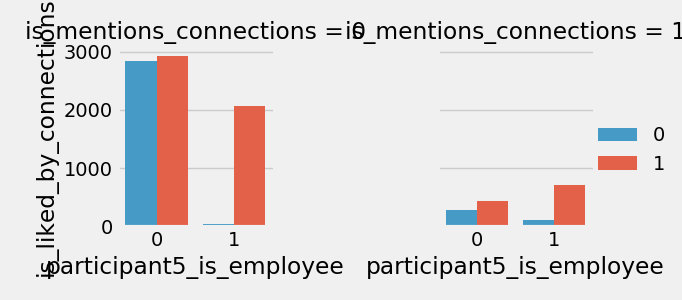 is_mentions_connections = 0
is_mentions_connections = 1
is_liked_by_connections
3000
2000
1000
0
0 1
0 1
participant5_is_employee
participant5_is_employee
0
1